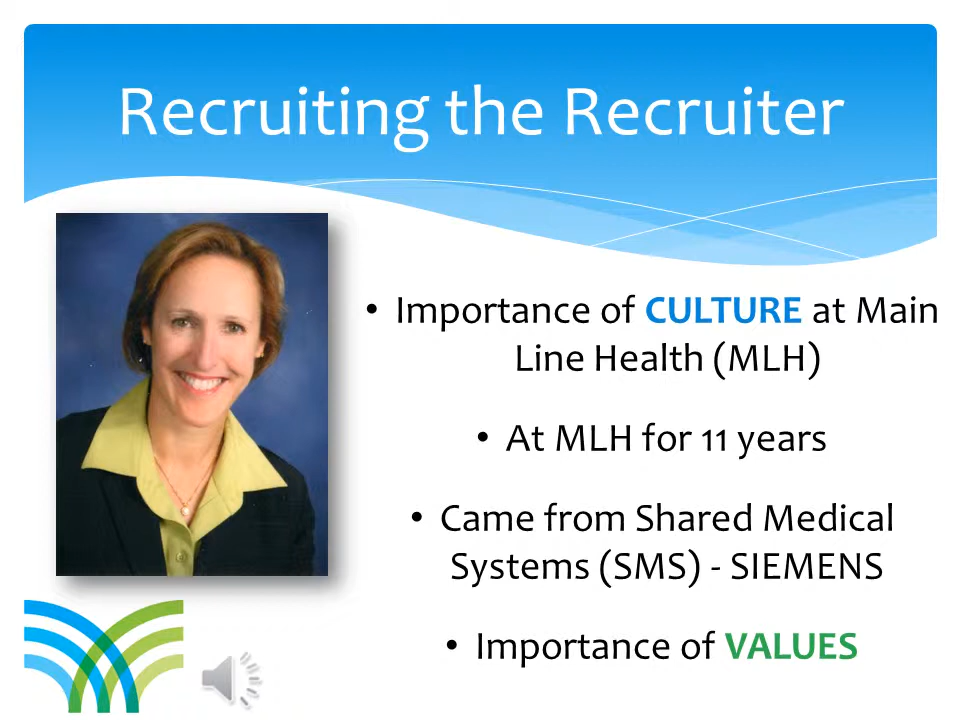 Recruiting the Recruiter
• Importance of CULTURE at Main
Line Health (MLH)
• At MLH for 11 years
• Came from Shared Medical
Systems (SMS) - SIEMENS
• Importance of VALUES